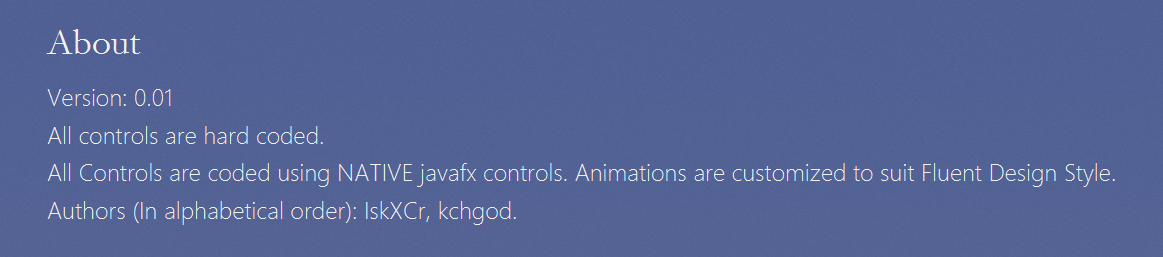 About
Version: 0.01
All controls are hard coded.
All Controls are coded using NATIVE javafx controls. Animations are customized to suit Fluent Design Style.
Authors (In alphabetical order): IskXCr, kchgod.